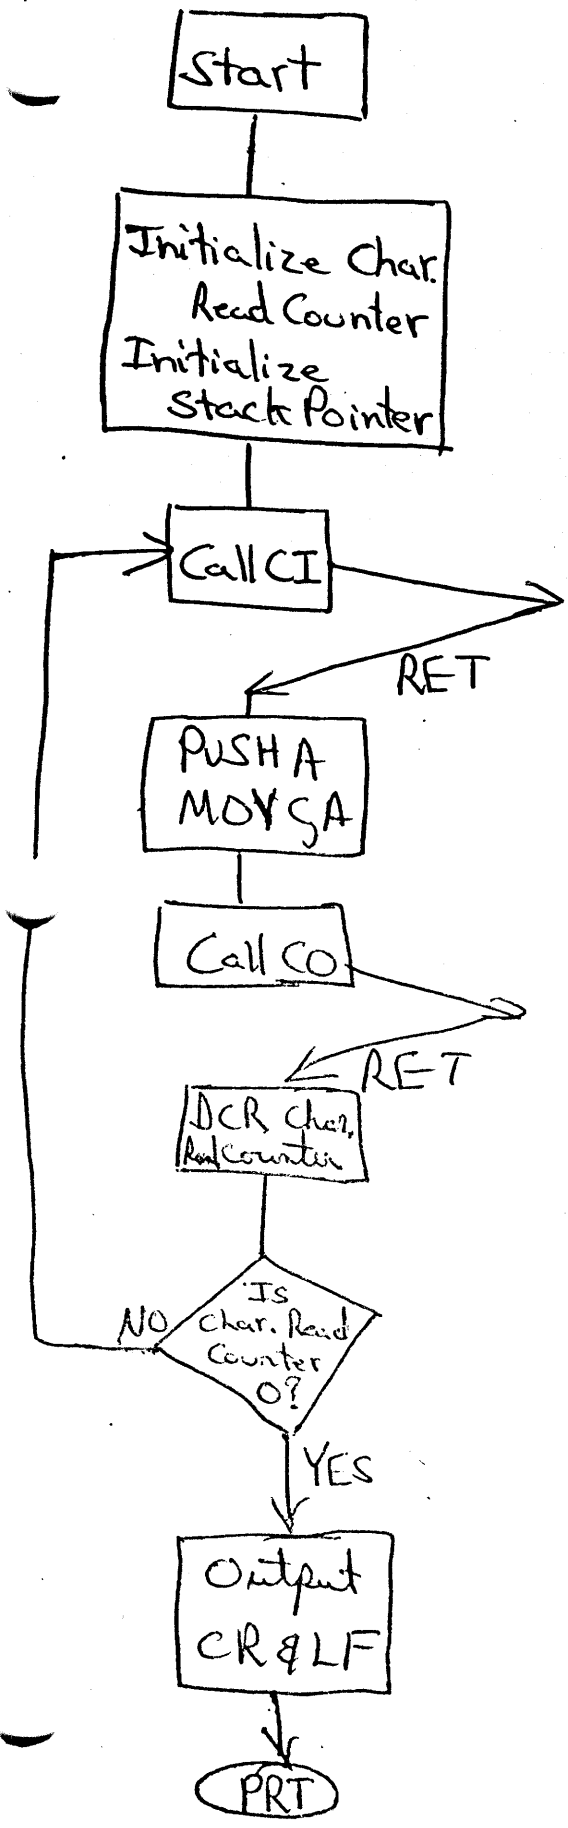 Start
Initialize Char.
Read Counter
Initialize
Stack Pointer
Call CI
RET
PUSH A
MOV C,A
Call CO
RET
DCR Char.
Read Counter
Is
Char. Read
Counter
0?
NO
YES
Output
CR & LF
PRT